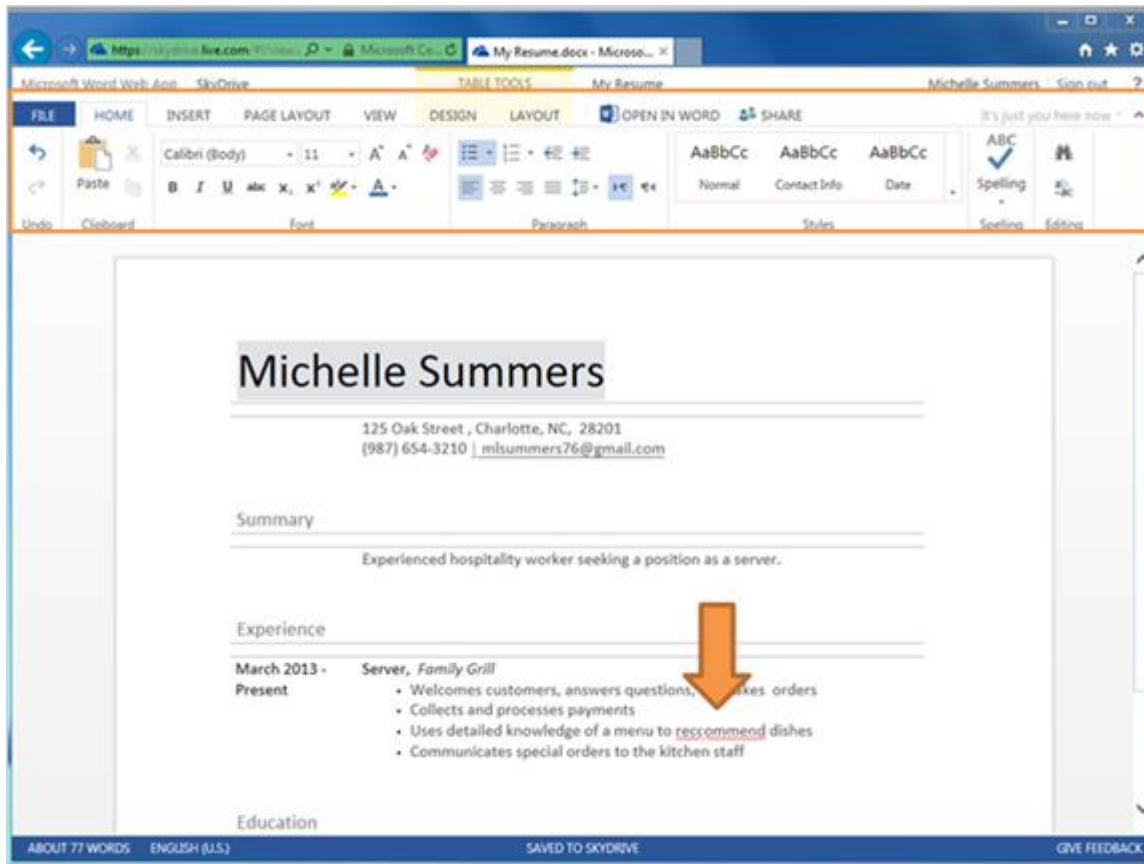 https://skydrive.live.com Microsoft Co... My Resume.docx - Microso...
Microsoft Word Web App SkyDrive TABLE TOOLS My Resume Michelle Summers Sign out ?
FILE HOME INSERT PAGE LAYOUT VIEW DESIGN LAYOUT OPEN IN WORD SHARE It's just you here now
Calibri (Body) 11 A A AaBbCc AaBbCc AaBbCc ABC
Paste B I U abc x₂ x² A Normal Contact Info Date Spelling
Undo Clipboard Font Paragraph Styles Spelling Editing
Michelle Summers
125 Oak Street , Charlotte, NC, 28201
(987) 654-3210 | mlsummers76@gmail.com
Summary
Experienced hospitality worker seeking a position as a server.
Experience
March 2013 - Server, Family Grill
Present • Welcomes customers, answers questions, orders
• Collects and processes payments
• Uses detailed knowledge of a menu to reccommend dishes
• Communicates special orders to the kitchen staff
Education
ABOUT 77 WORDS ENGLISH (U.S.) SAVED TO SKYDRIVE GIVE FEEDBACK